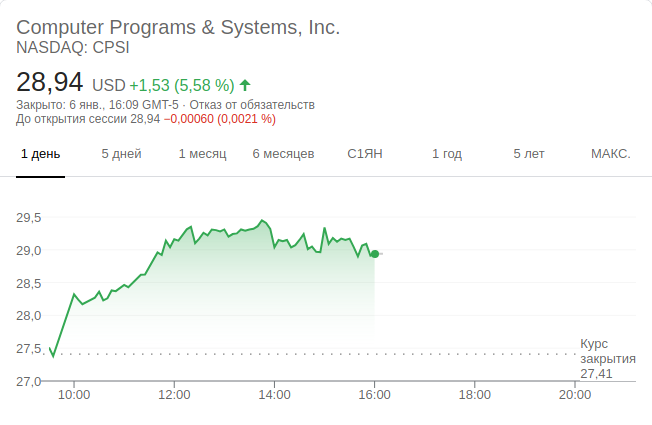 Computer Programs & Systems, Inc.
NASDAQ: CPSI
28,94 USD +1,53 (5,58 %)
Закрыто: 6 янв., 16:09 GMT-5 · Отказ от обязательств
До открытия сессии 28,94 −0,00060 (0,0021 %)
1 день 5 дней 1 месяц 6 месяцев С1ЯН 1 год 5 лет МАКС.
29,5
29,0
28,5
28,0
27,5
27,0
Курс
закрытия
27,41
10:00 12:00 14:00 16:00 18:00 20:00